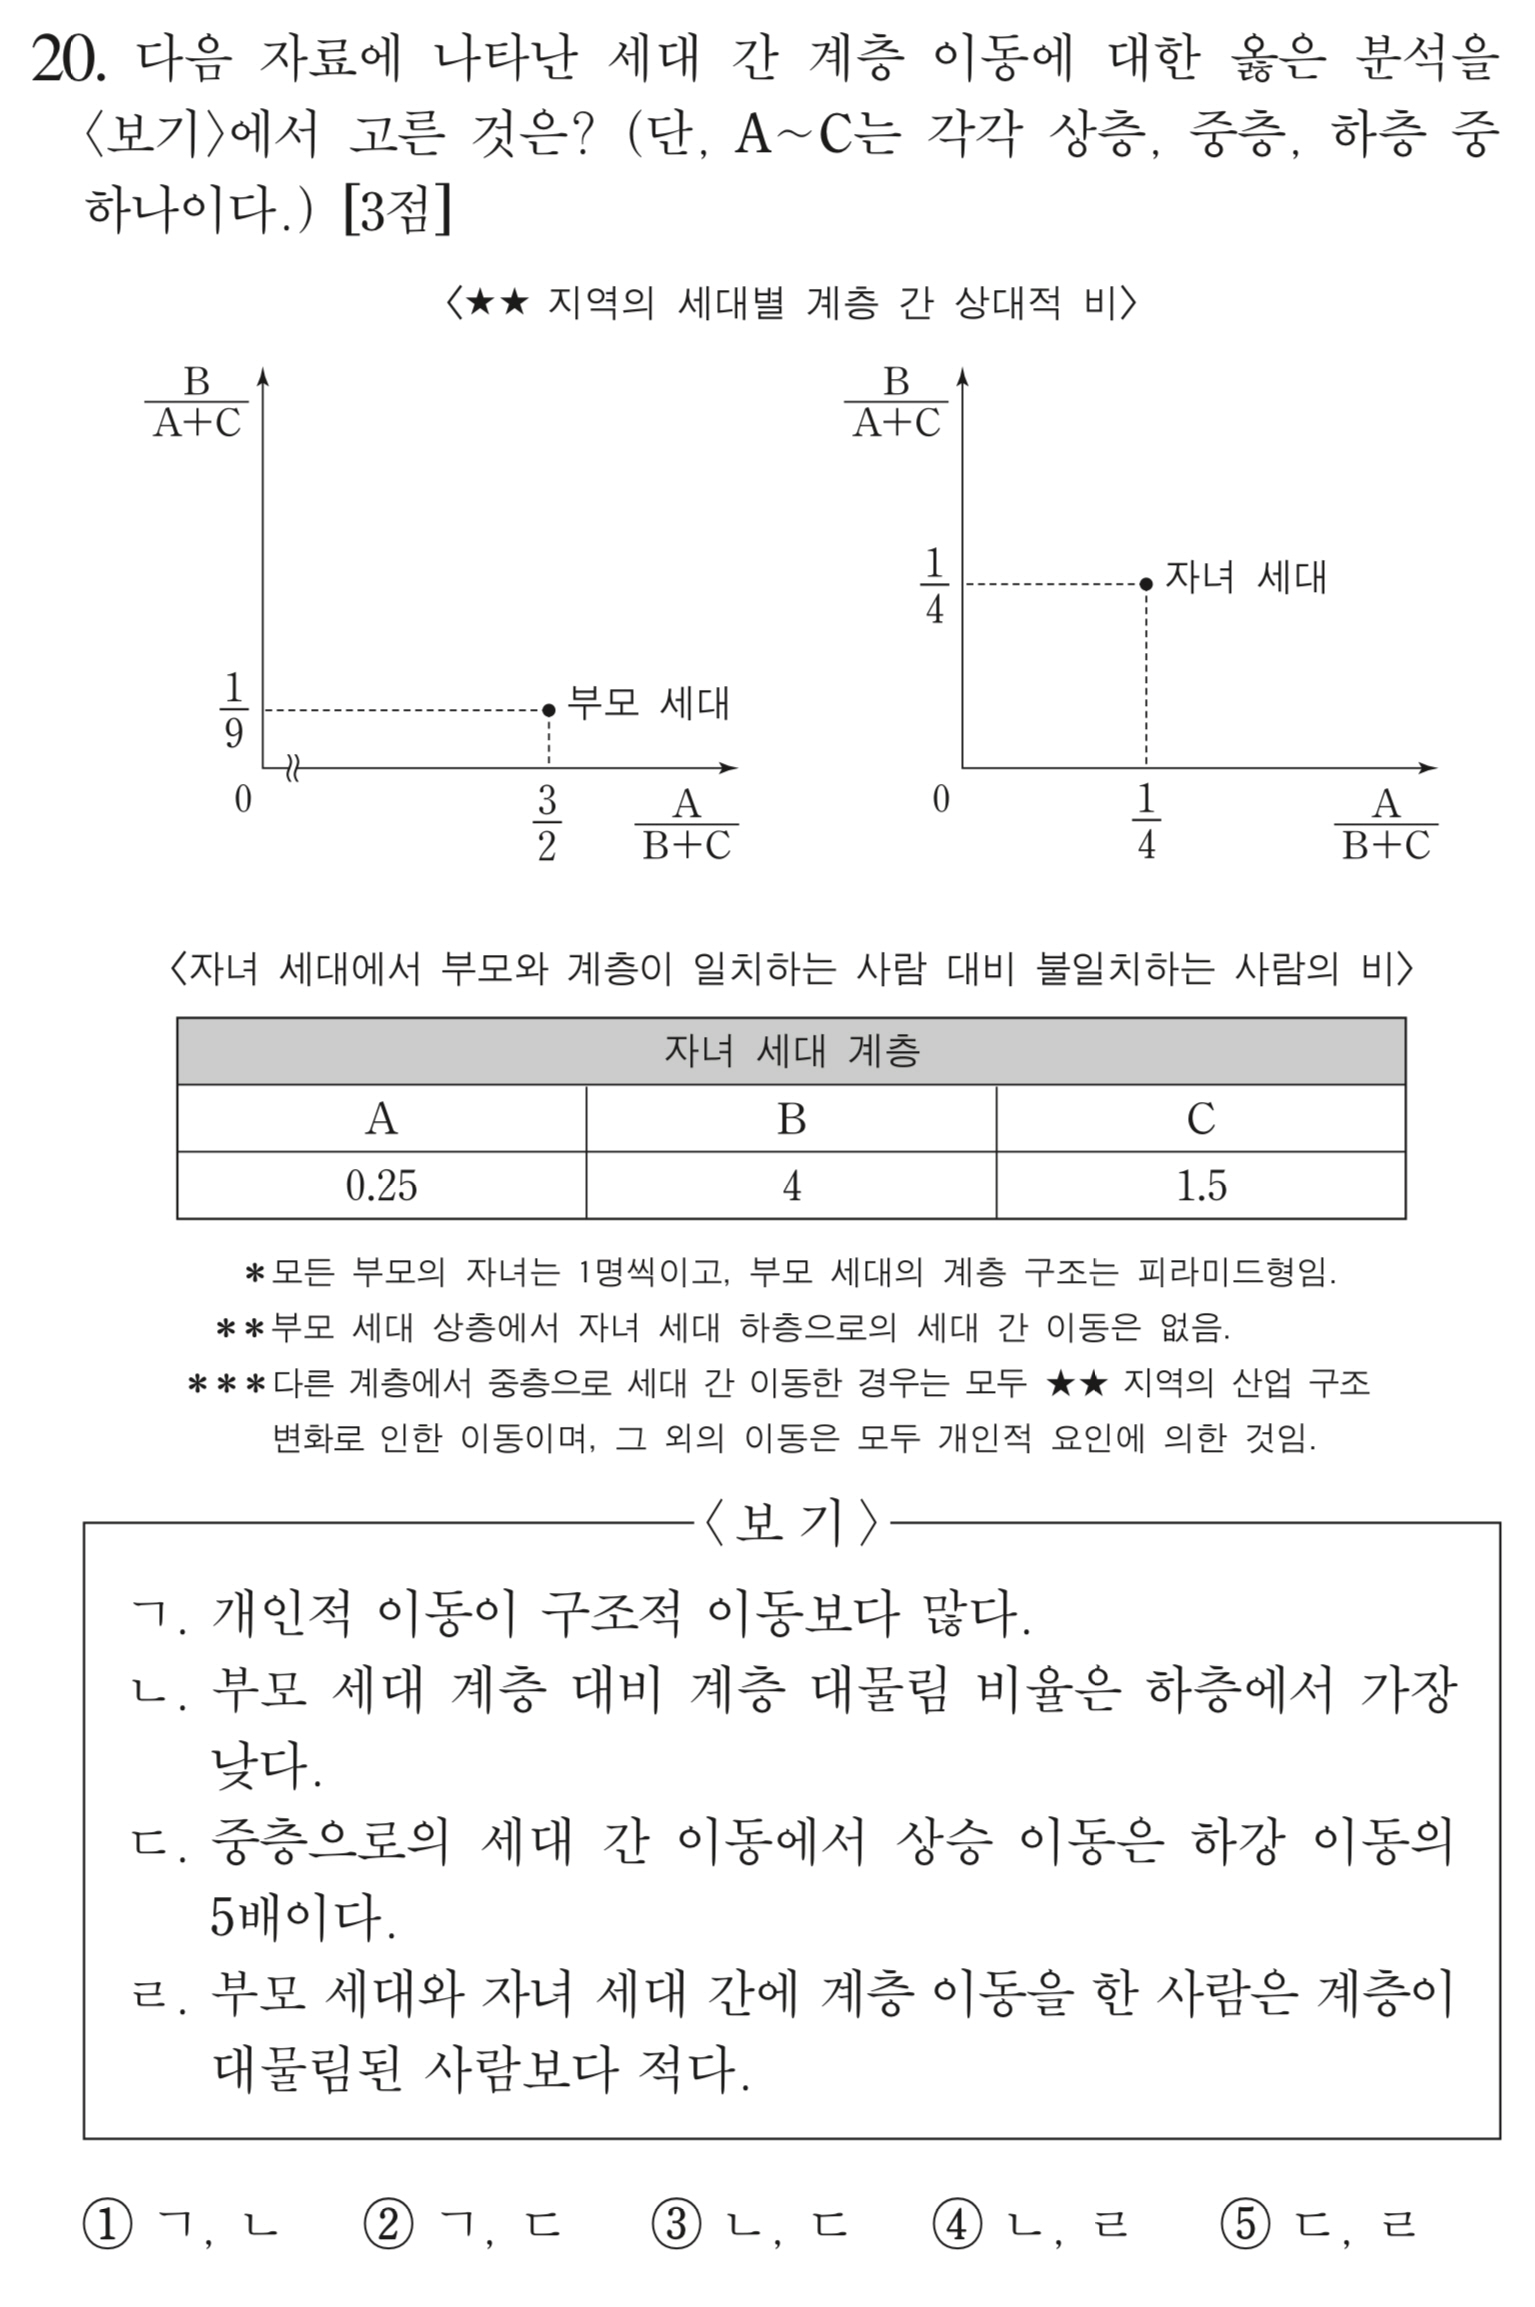 20. 다음 자료에 나타난 세대 간 계층 이동에 대한 옳은 분석을
〈보기〉에서 고른 것은? (단, A~C는 각각 상층, 중층, 하층 중
하나이다.) [3점]
〈★★ 지역의 세대별 계층 간 상대적 비〉
B/(A+C)
1/9
부모 세대
0
3/2
A/(B+C)
B/(A+C)
1/4
자녀 세대
0
1/4
A/(B+C)
〈자녀 세대에서 부모와 계층이 일치하는 사람 대비 불일치하는 사람의 비〉
자녀 세대 계층
A B C
0.25 4 1.5
*모든 부모의 자녀는 1명씩이고, 부모 세대의 계층 구조는 피라미드형임.
**부모 세대 상층에서 자녀 세대 하층으로의 세대 간 이동은 없음.
***다른 계층에서 중층으로 세대 간 이동한 경우는 모두 ★★ 지역의 산업 구조
변화로 인한 이동이며, 그 외의 이동은 모두 개인적 요인에 의한 것임.
〈보기〉
ㄱ. 개인적 이동이 구조적 이동보다 많다.
ㄴ. 부모 세대 계층 대비 계층 대물림 비율은 하층에서 가장
낮다.
ㄷ. 중층으로의 세대 간 이동에서 상승 이동은 하강 이동의
5배이다.
ㄹ. 부모 세대와 자녀 세대 간에 계층 이동을 한 사람은 계층이
대물림된 사람보다 적다.
① ㄱ, ㄴ ② ㄱ, ㄷ ③ ㄴ, ㄷ ④ ㄴ, ㄹ ⑤ ㄷ, ㄹ